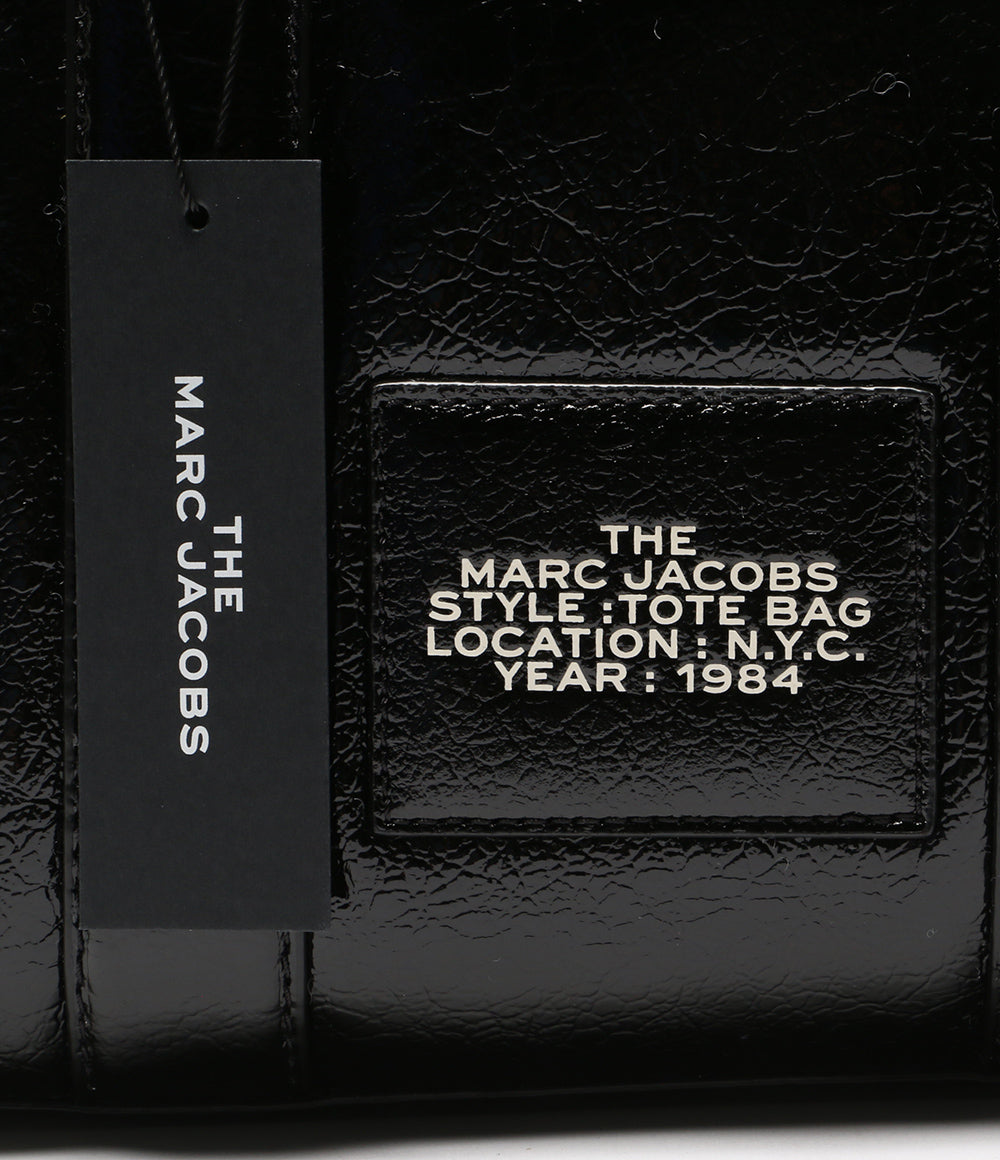 THE
MARC JACOBS
THE
MARC JACOBS
STYLE :TOTE BAG
LOCATION : N.Y.C.
YEAR : 1984